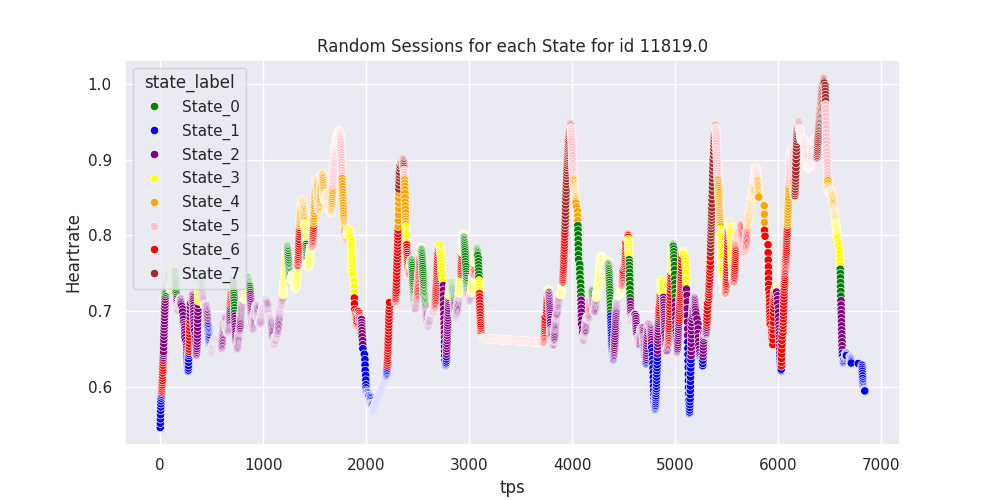 Random Sessions for each State for id 11819.0
Heartrate
1.0
0.9
0.8
0.7
0.6
state_label
State_0
State_1
State_2
State_3
State_4
State_5
State_6
State_7
0 1000 2000 3000 4000 5000 6000 7000
tps